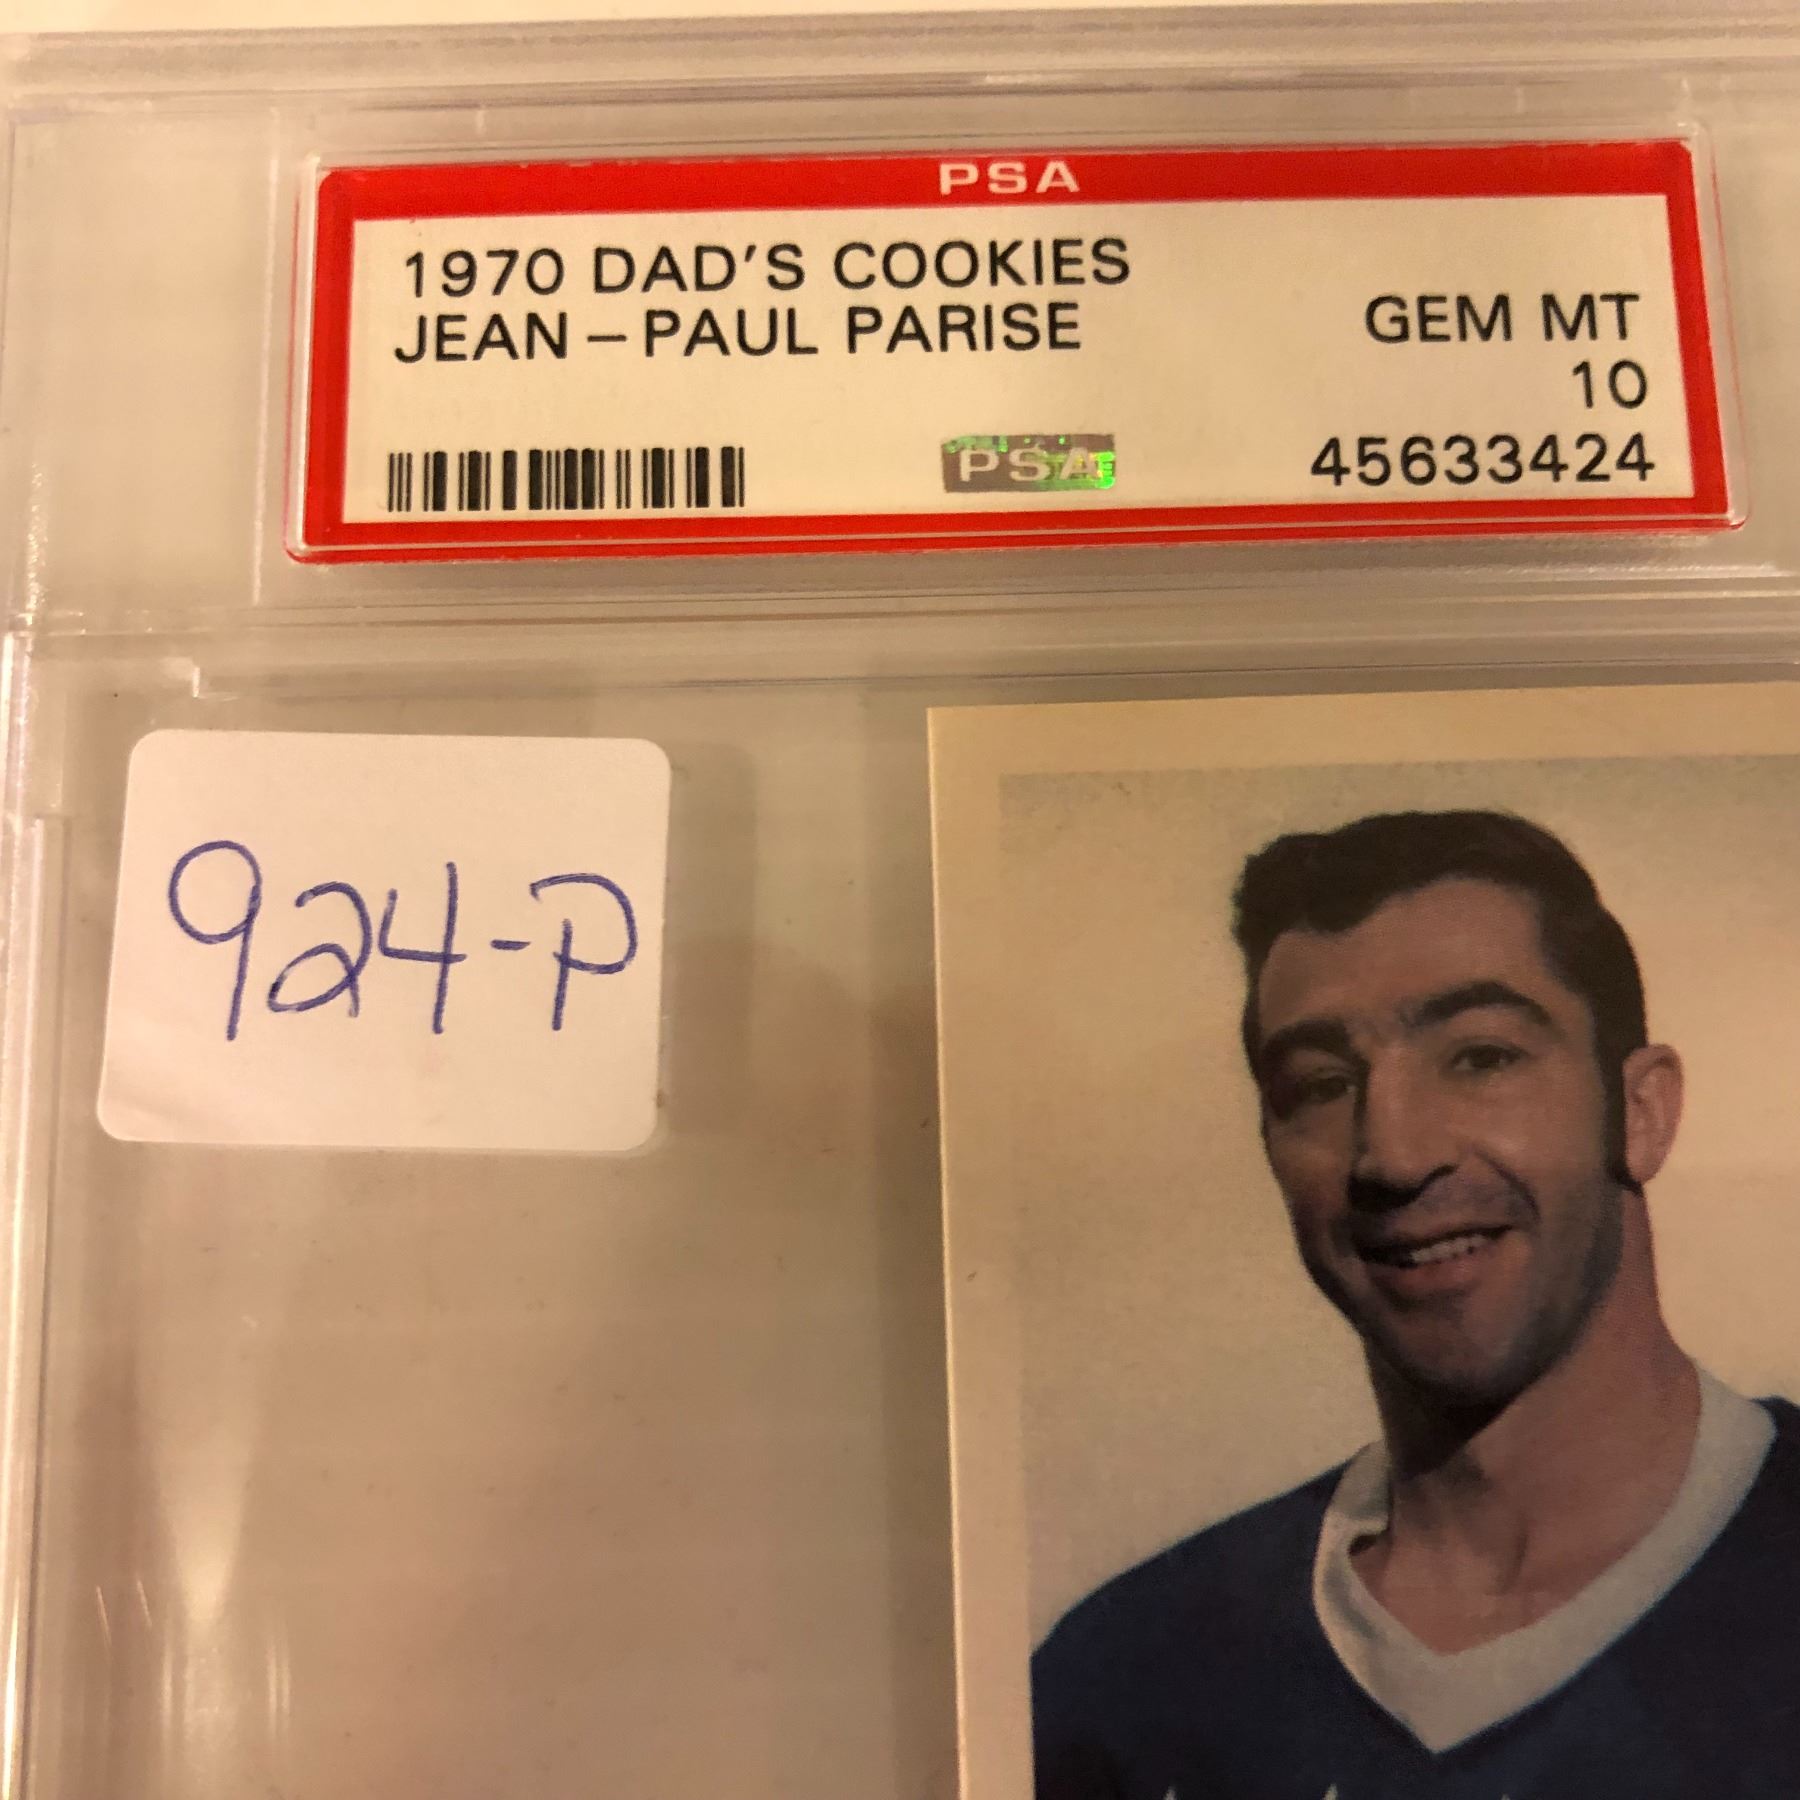 PSA
1970 DAD'S COOKIES
JEAN-PAUL PARISE
GEM MT
10
PSA
45633424
924-P